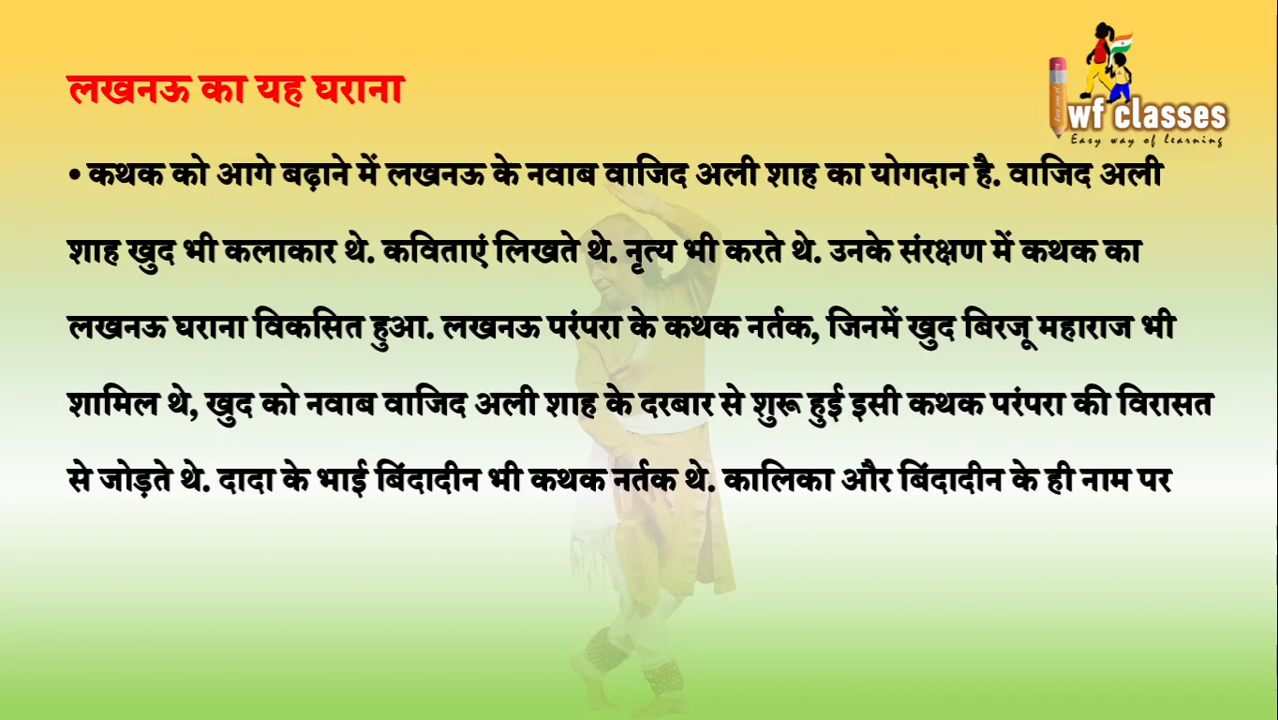 लखनऊ का यह घराना
wf classes
Easy way of learning
• कथक को आगे बढ़ाने में लखनऊ के नवाब वाजिद अली शाह का योगदान है. वाजिद अली
शाह खुद भी कलाकार थे. कविताएं लिखते थे. नृत्य भी करते थे. उनके संरक्षण में कथक का
लखनऊ घराना विकसित हुआ. लखनऊ परंपरा के कथक नर्तक, जिनमें खुद बिरजू महाराज भी
शामिल थे, खुद को नवाब वाजिद अली शाह के दरबार से शुरू हुई इसी कथक परंपरा की विरासत
से जोड़ते थे. दादा के भाई बिंदादीन भी कथक नर्तक थे. कालिका और बिंदादीन के ही नाम पर